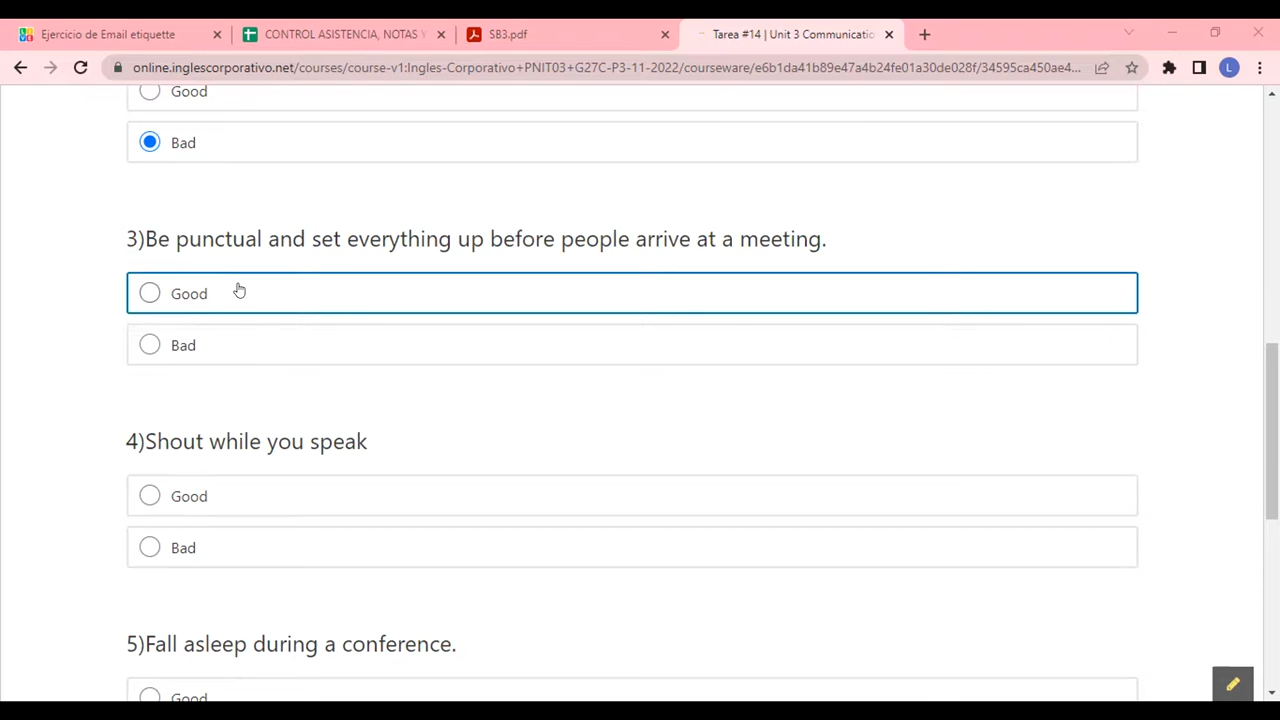 Ejercicio de Email etiquette
CONTROL ASISTENCIA, NOTAS Y
SB3.pdf
Tarea #14 | Unit 3 Communicatio
online.inglescorporativo.net/courses/course-v1:Ingles-Corporativo+PNIT03+G27C-P3-11-2022/courseware/e6b1da41b89e47a4b24fe01a30de028f/34595ca450ae4...
L
Good
Bad
3)Be punctual and set everything up before people arrive at a meeting.
Good
Bad
4)Shout while you speak
Good
Bad
5)Fall asleep during a conference.
Good